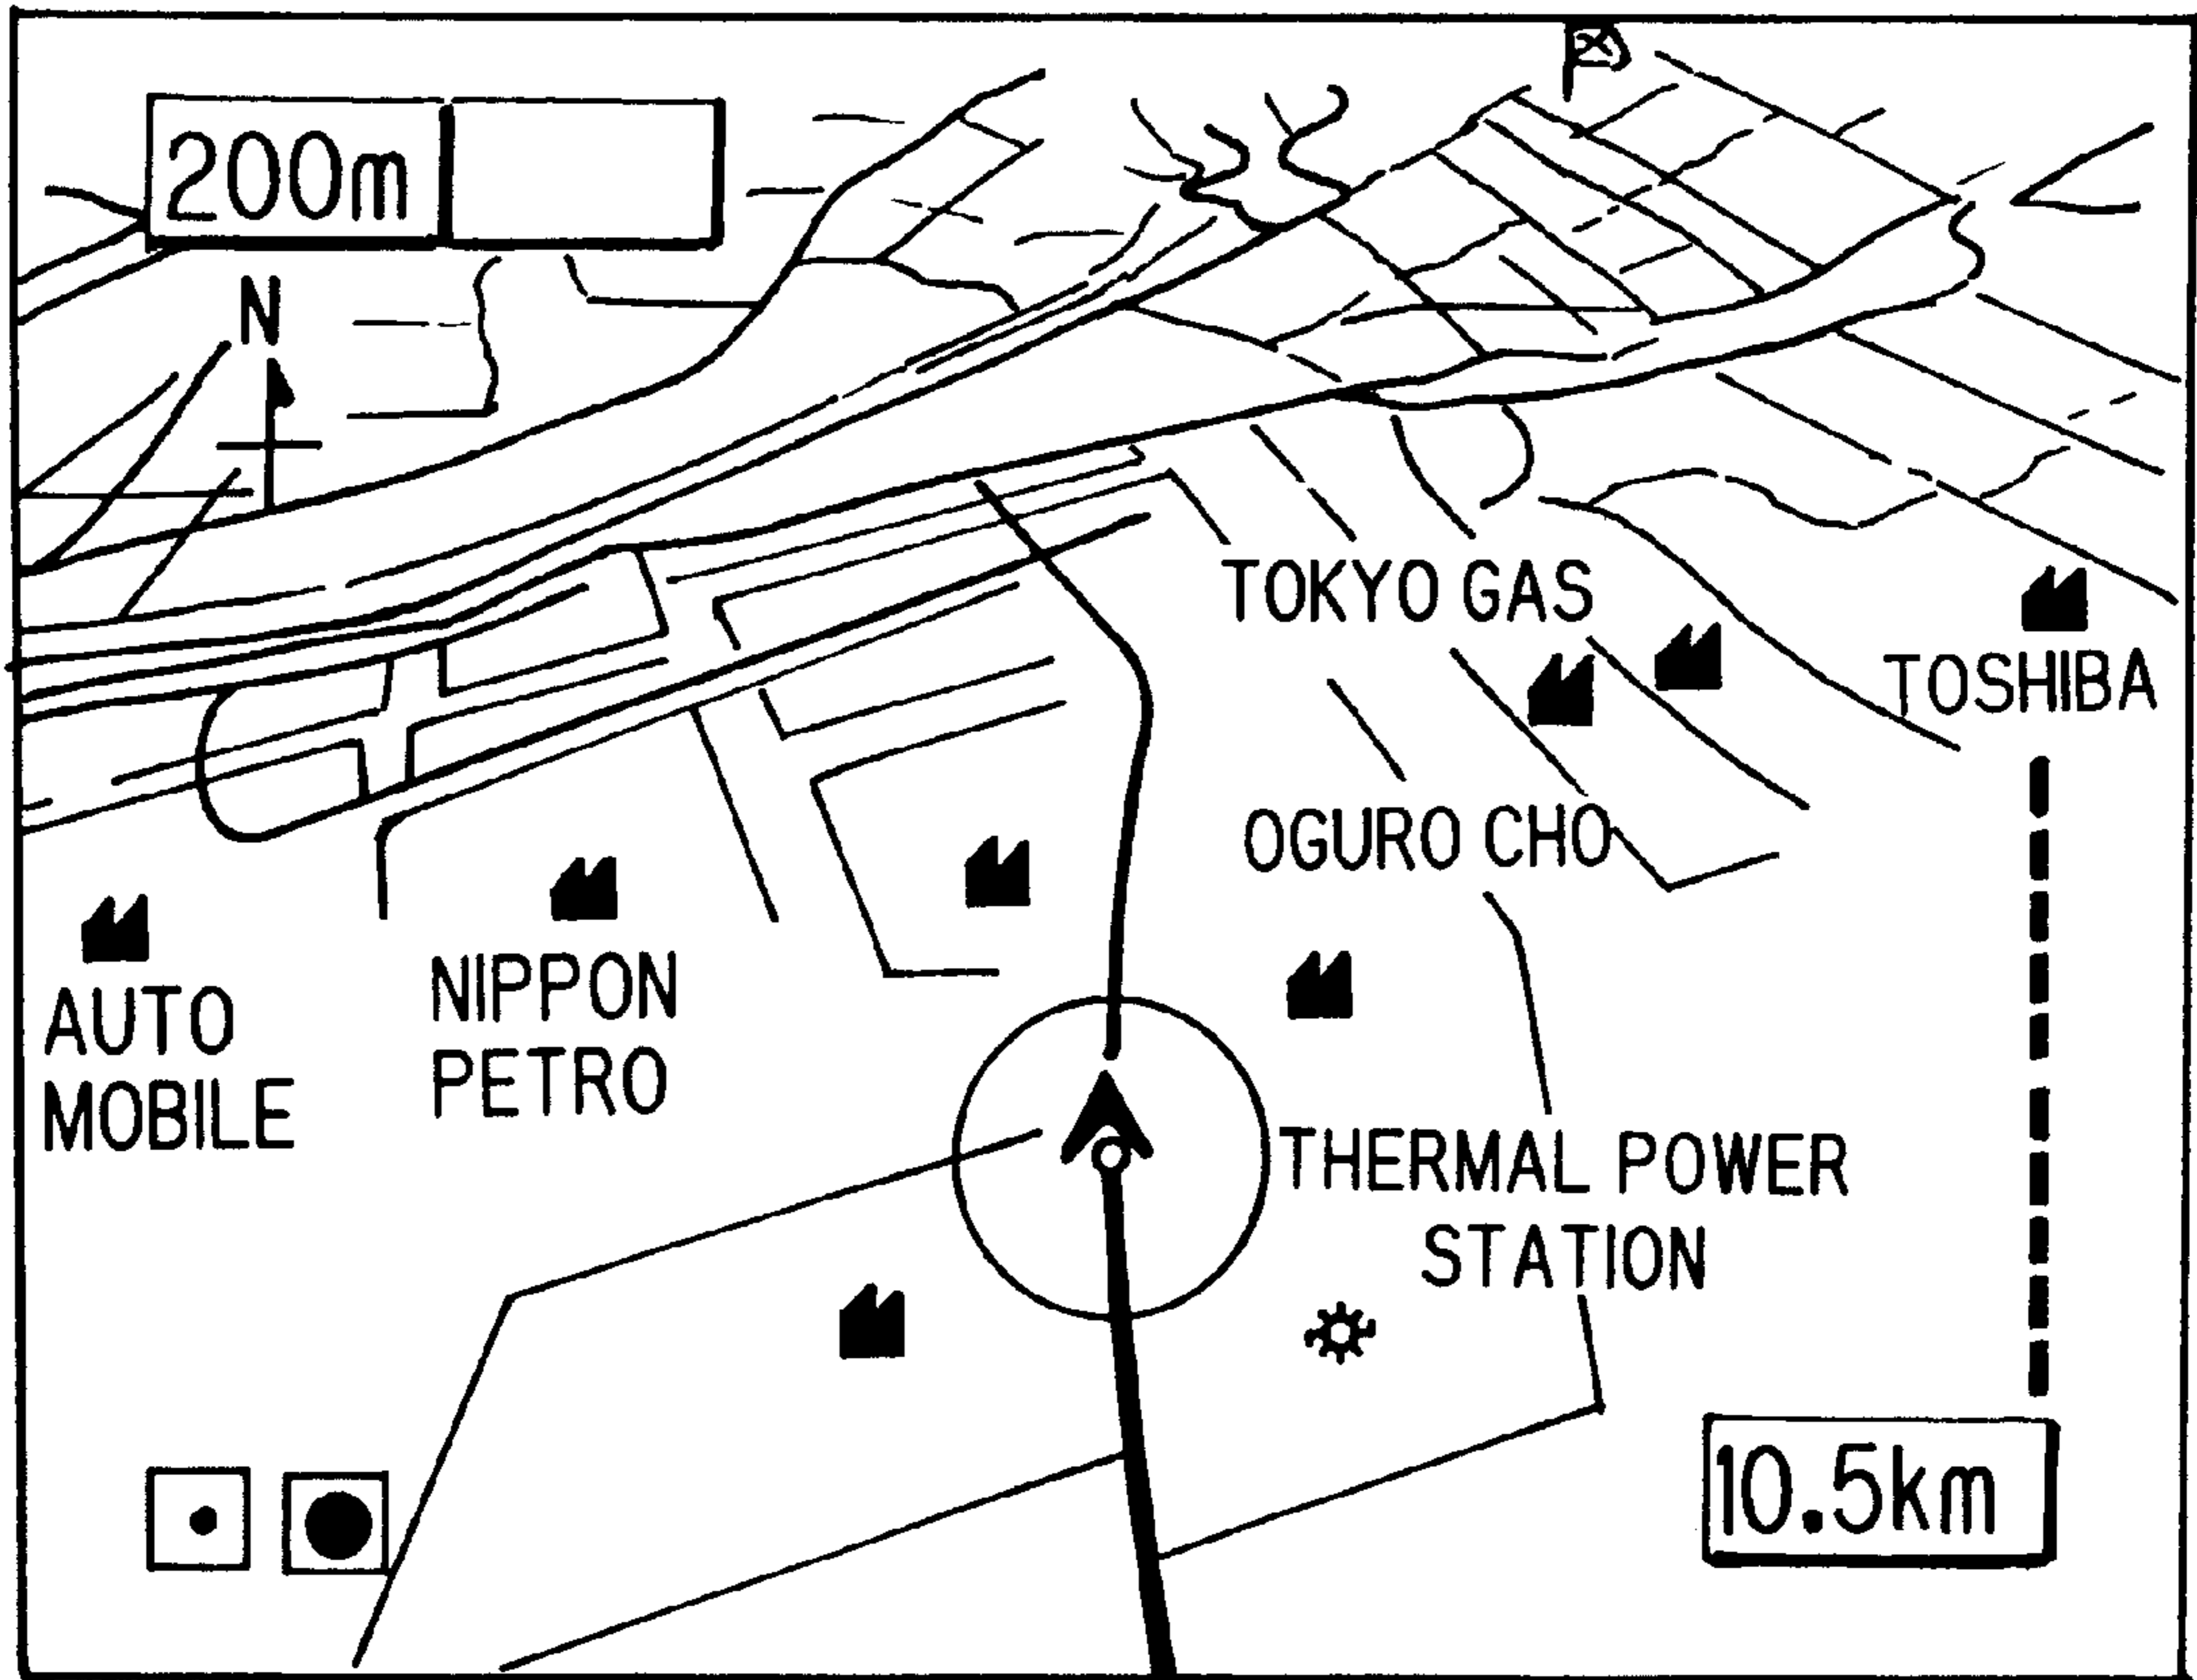 200m
N
TOKYO GAS
TOSHIBA
OGURO CHO
NIPPON
PETRO
AUTO
MOBILE
THERMAL POWER
STATION
10.5km